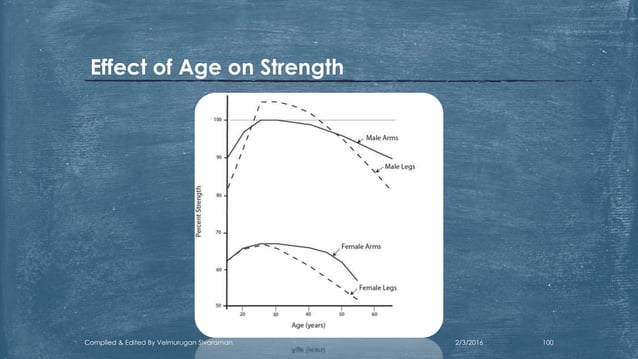 Effect of Age on Strength
100
90
80
70
60
50
Percent Strength
Male Arms
Male Legs
Female Arms
Female Legs
20 30 40 50 60
Age (years)
Complied & Edited By Velmurugan Sivaraman 2/3/2016 100